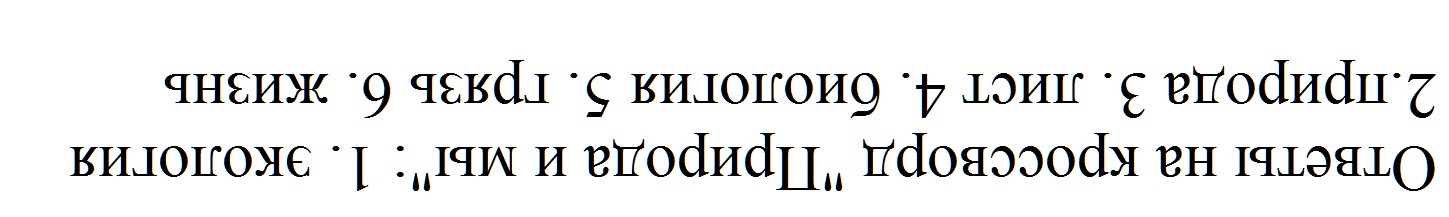 Ответы на кроссворд "Природа и мы": 1. экология
2.природа 3. лист 4. биология 5. грязь 6. жизнь